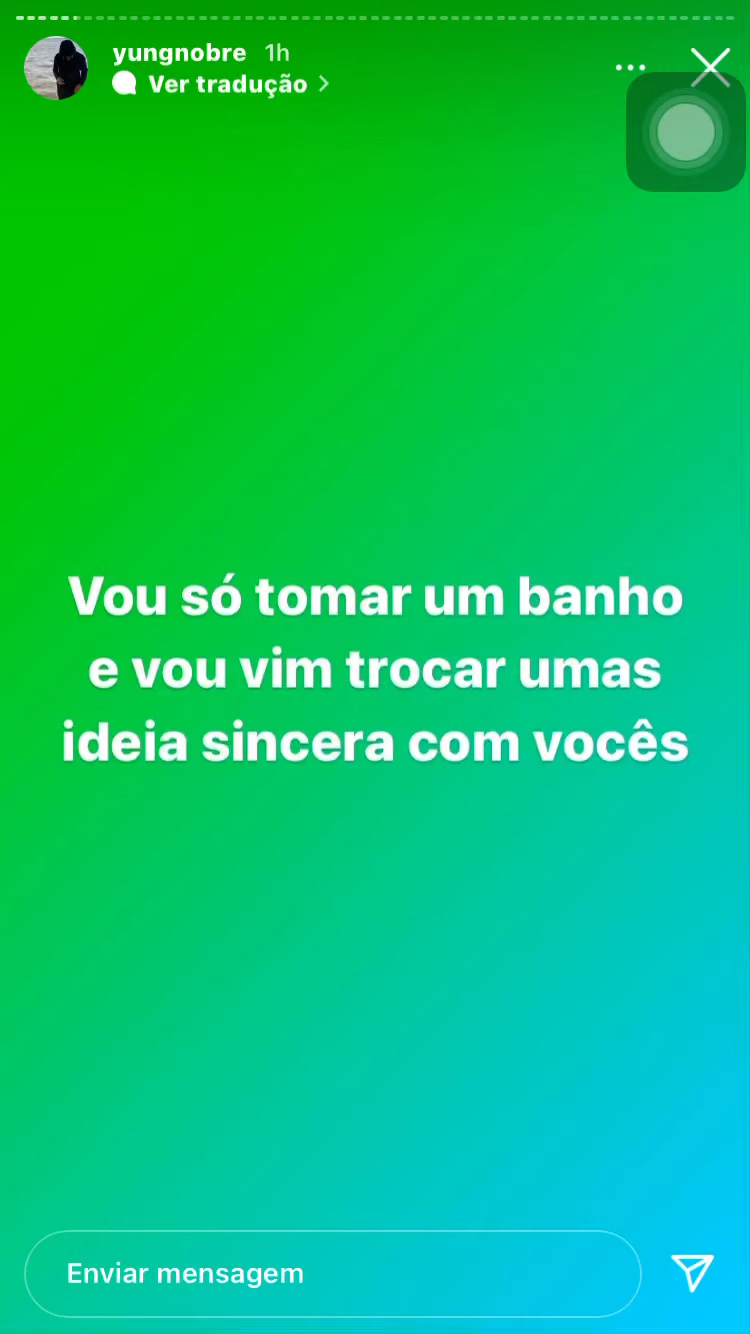 yungnobre 1h
Ver tradução
Vou só tomar um banho
e vou vim trocar umas
ideia sincera com vocês
Enviar mensagem